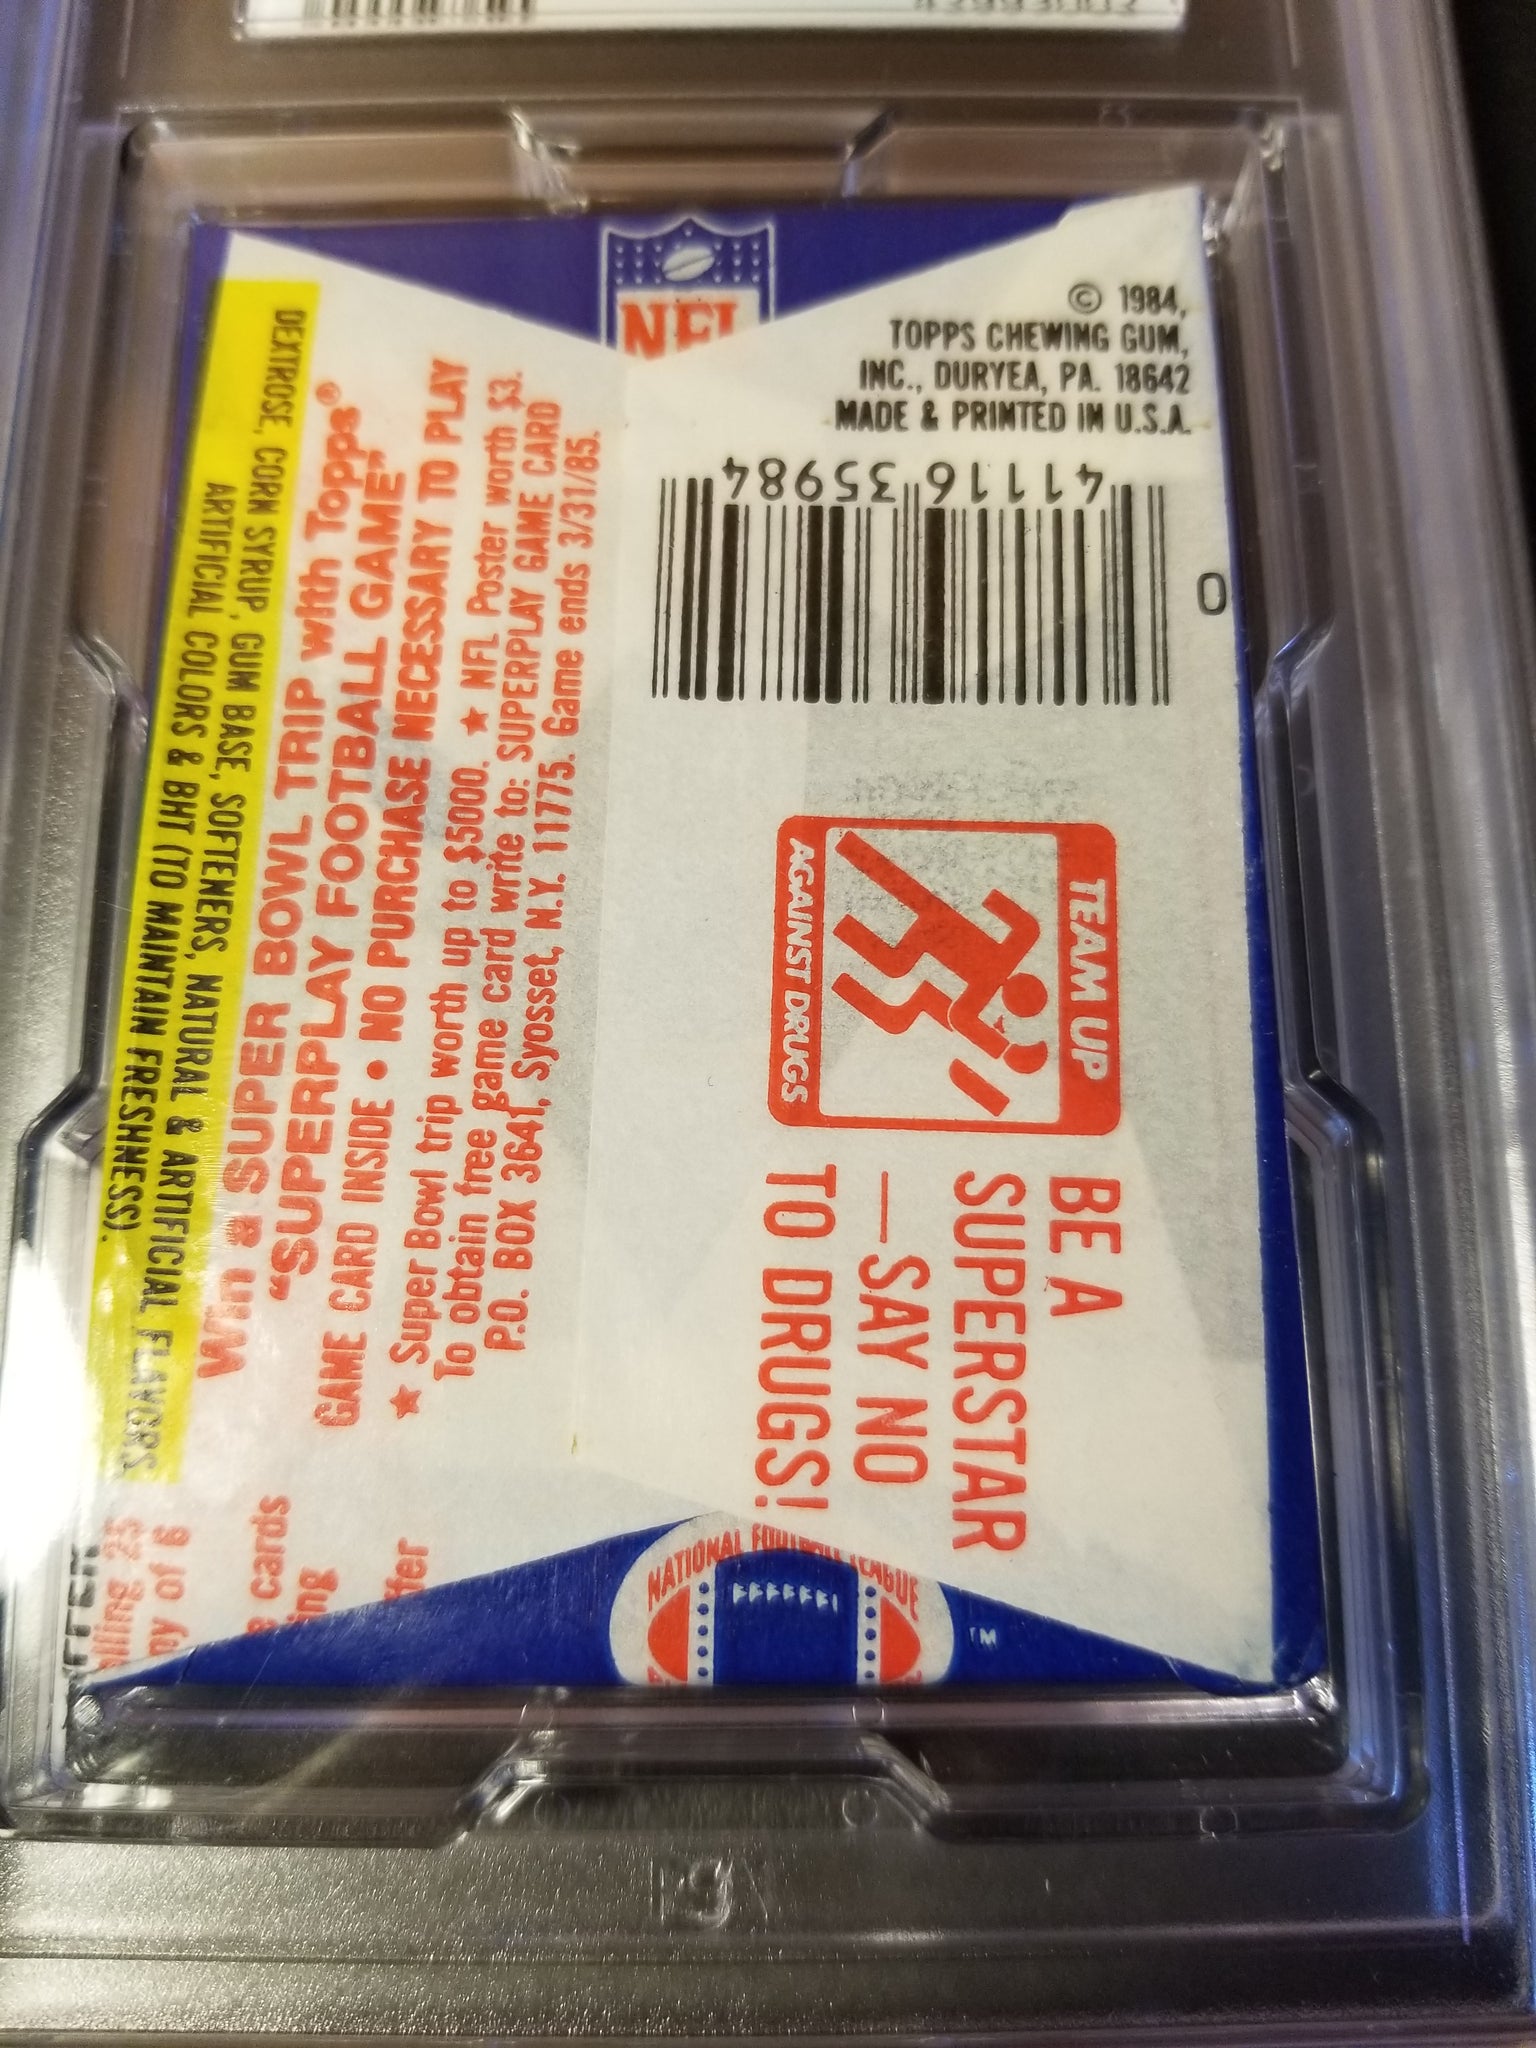 NFL
© 1984,
TOPPS CHEWING GUM,
INC., DURYEA, PA. 18642
MADE & PRINTED IN U.S.A.
0
41116 35984
TEAM UP
AGAINST DRUGS
BE A
SUPERSTAR
—SAY NO
TO DRUGS!
DEXTROSE, CORN SYRUP, GUM BASE, SOFTENERS, NATURAL & ARTIFICIAL FLAVORS,
ARTIFICIAL COLORS & BHT (TO MAINTAIN FRESHNESS).
Win a SUPER BOWL TRIP with Topps®
"SUPERPLAY FOOTBALL GAME"
GAME CARD INSIDE • NO PURCHASE NECESSARY TO PLAY
★ Super Bowl trip worth up to $5000. ★ NFL Poster worth $3.
To obtain free game card write to: SUPERPLAY GAME CARD
P.O. BOX 3641, Syosset, N.Y. 11775. Game ends 3/31/85.
NATIONAL FOOTBALL LEAGUE
TM
cards
PSA